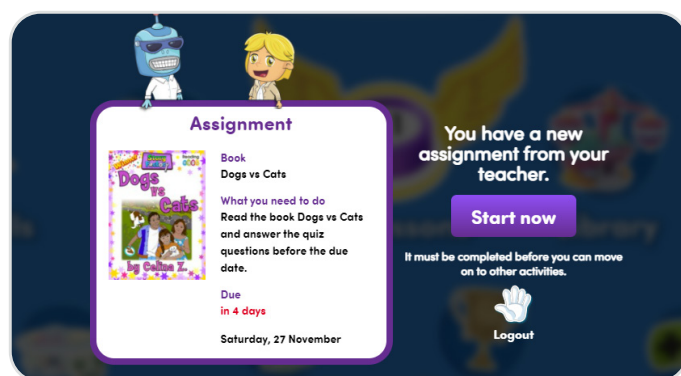 Assignment
Dogs
vs
Cats
by Celina Z.
Book
Dogs vs Cats
What you need to do
Read the book Dogs vs Cats
and answer the quiz
questions before the due
date.
Due
in 4 days
Saturday, 27 November
You have a new
assignment from your
teacher.
Start now
It must be completed before you can move
on to other activities.
Logout